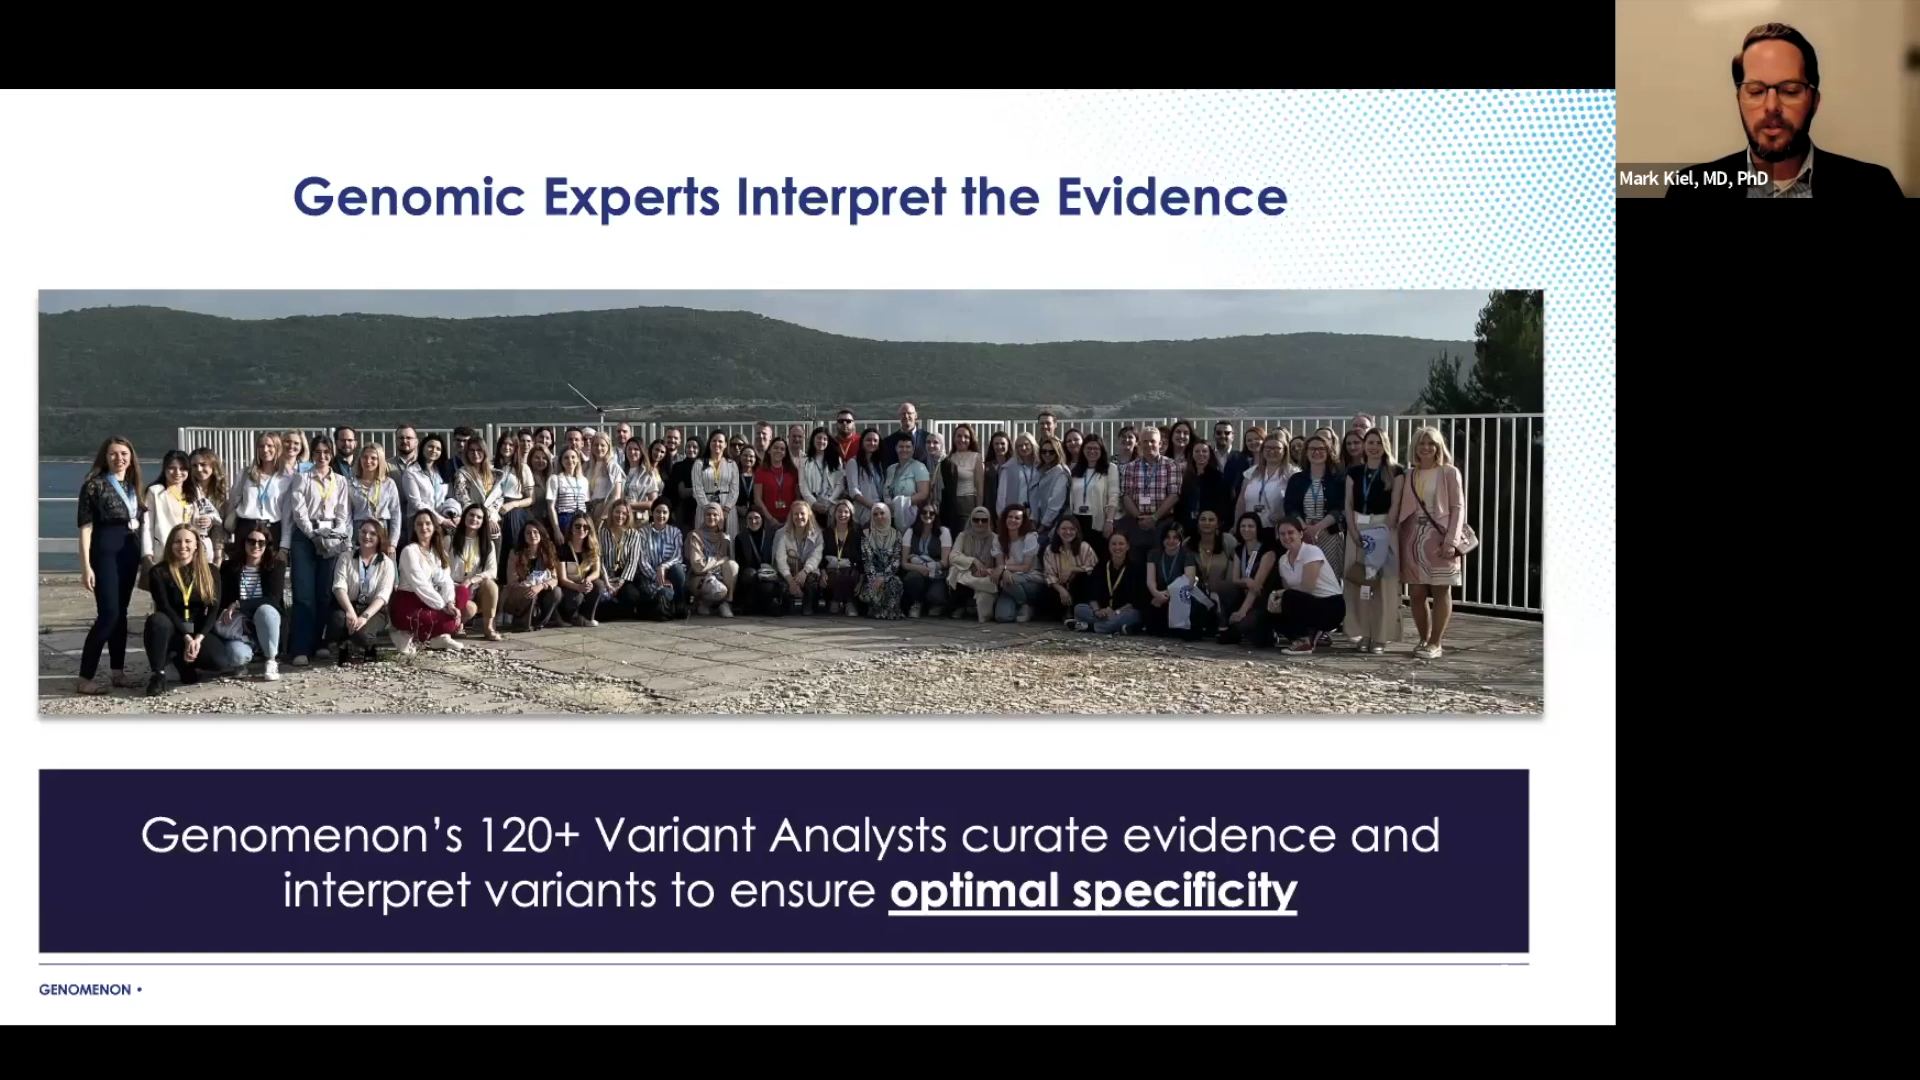 Genomic Experts Interpret the Evidence
Mark Kiel, MD, PhD
Genomenon’s 120+ Variant Analysts curate evidence and
interpret variants to ensure optimal specificity
GENOMENON •